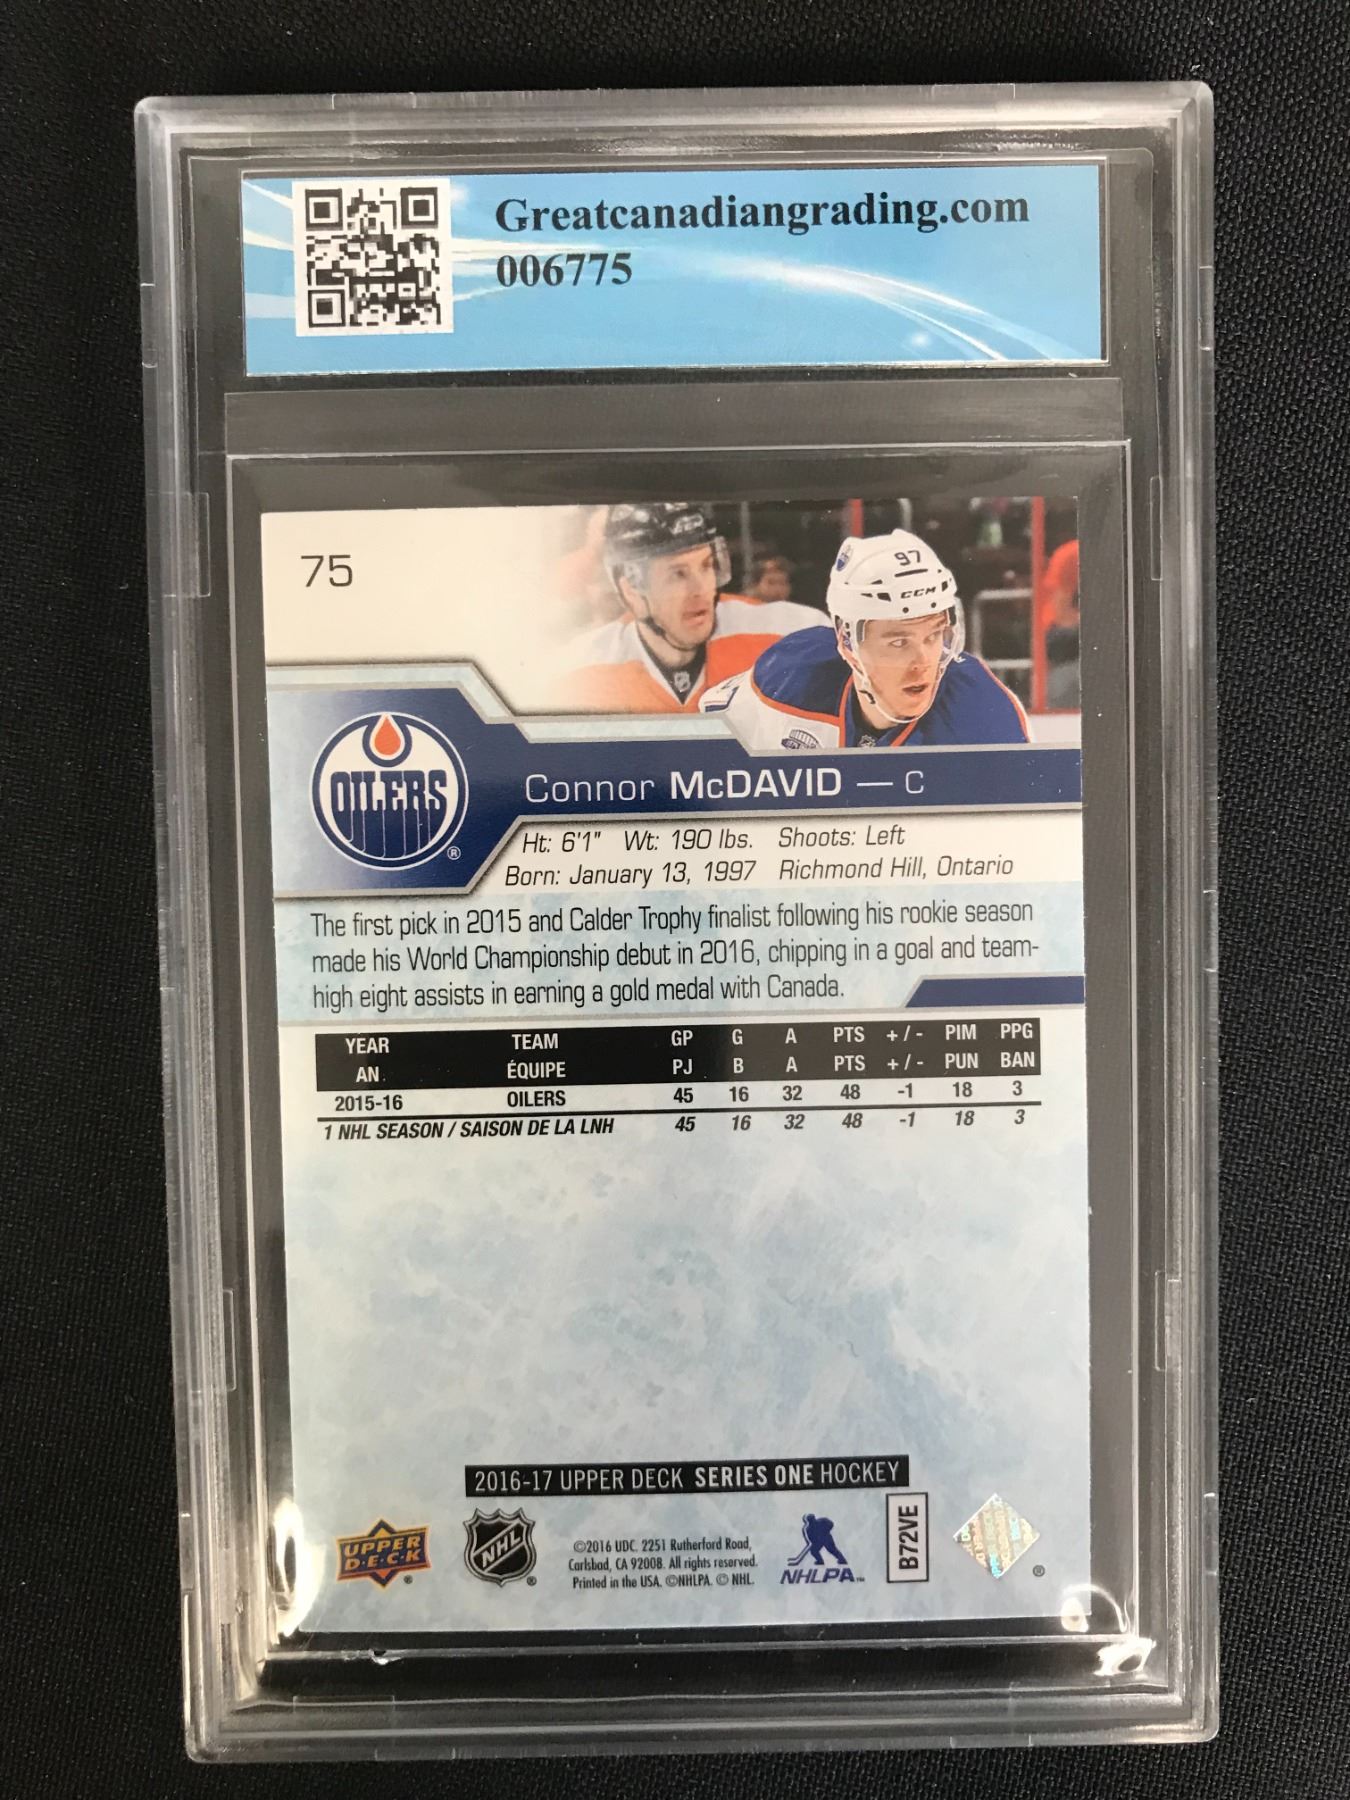 Greatcanadiangrading.com
006775
75
97
CCM
97
OILERS
®
Connor McDAVID — C
Ht: 6'1" Wt: 190 lbs. Shoots: Left
Born: January 13, 1997 Richmond Hill, Ontario
The first pick in 2015 and Calder Trophy finalist following his rookie season
made his World Championship debut in 2016, chipping in a goal and team-
high eight assists in earning a gold medal with Canada.
YEAR TEAM GP G A PTS +/- PIM PPG
AN ÉQUIPE PJ B A PTS +/- PUN BAN
2015-16 OILERS 45 16 32 48 -1 18 3
1 NHL SEASON / SAISON DE LA LNH 45 16 32 48 -1 18 3
2016-17 UPPER DECK SERIES ONE HOCKEY
UPPER
D·E·C·K
®
NHL
®
©2016 UDC. 2251 Rutherford Road,
Carlsbad, CA 92008. All rights reserved.
Printed in the USA. ©NHLPA. © NHL.
NHLPA™
B72VE
®